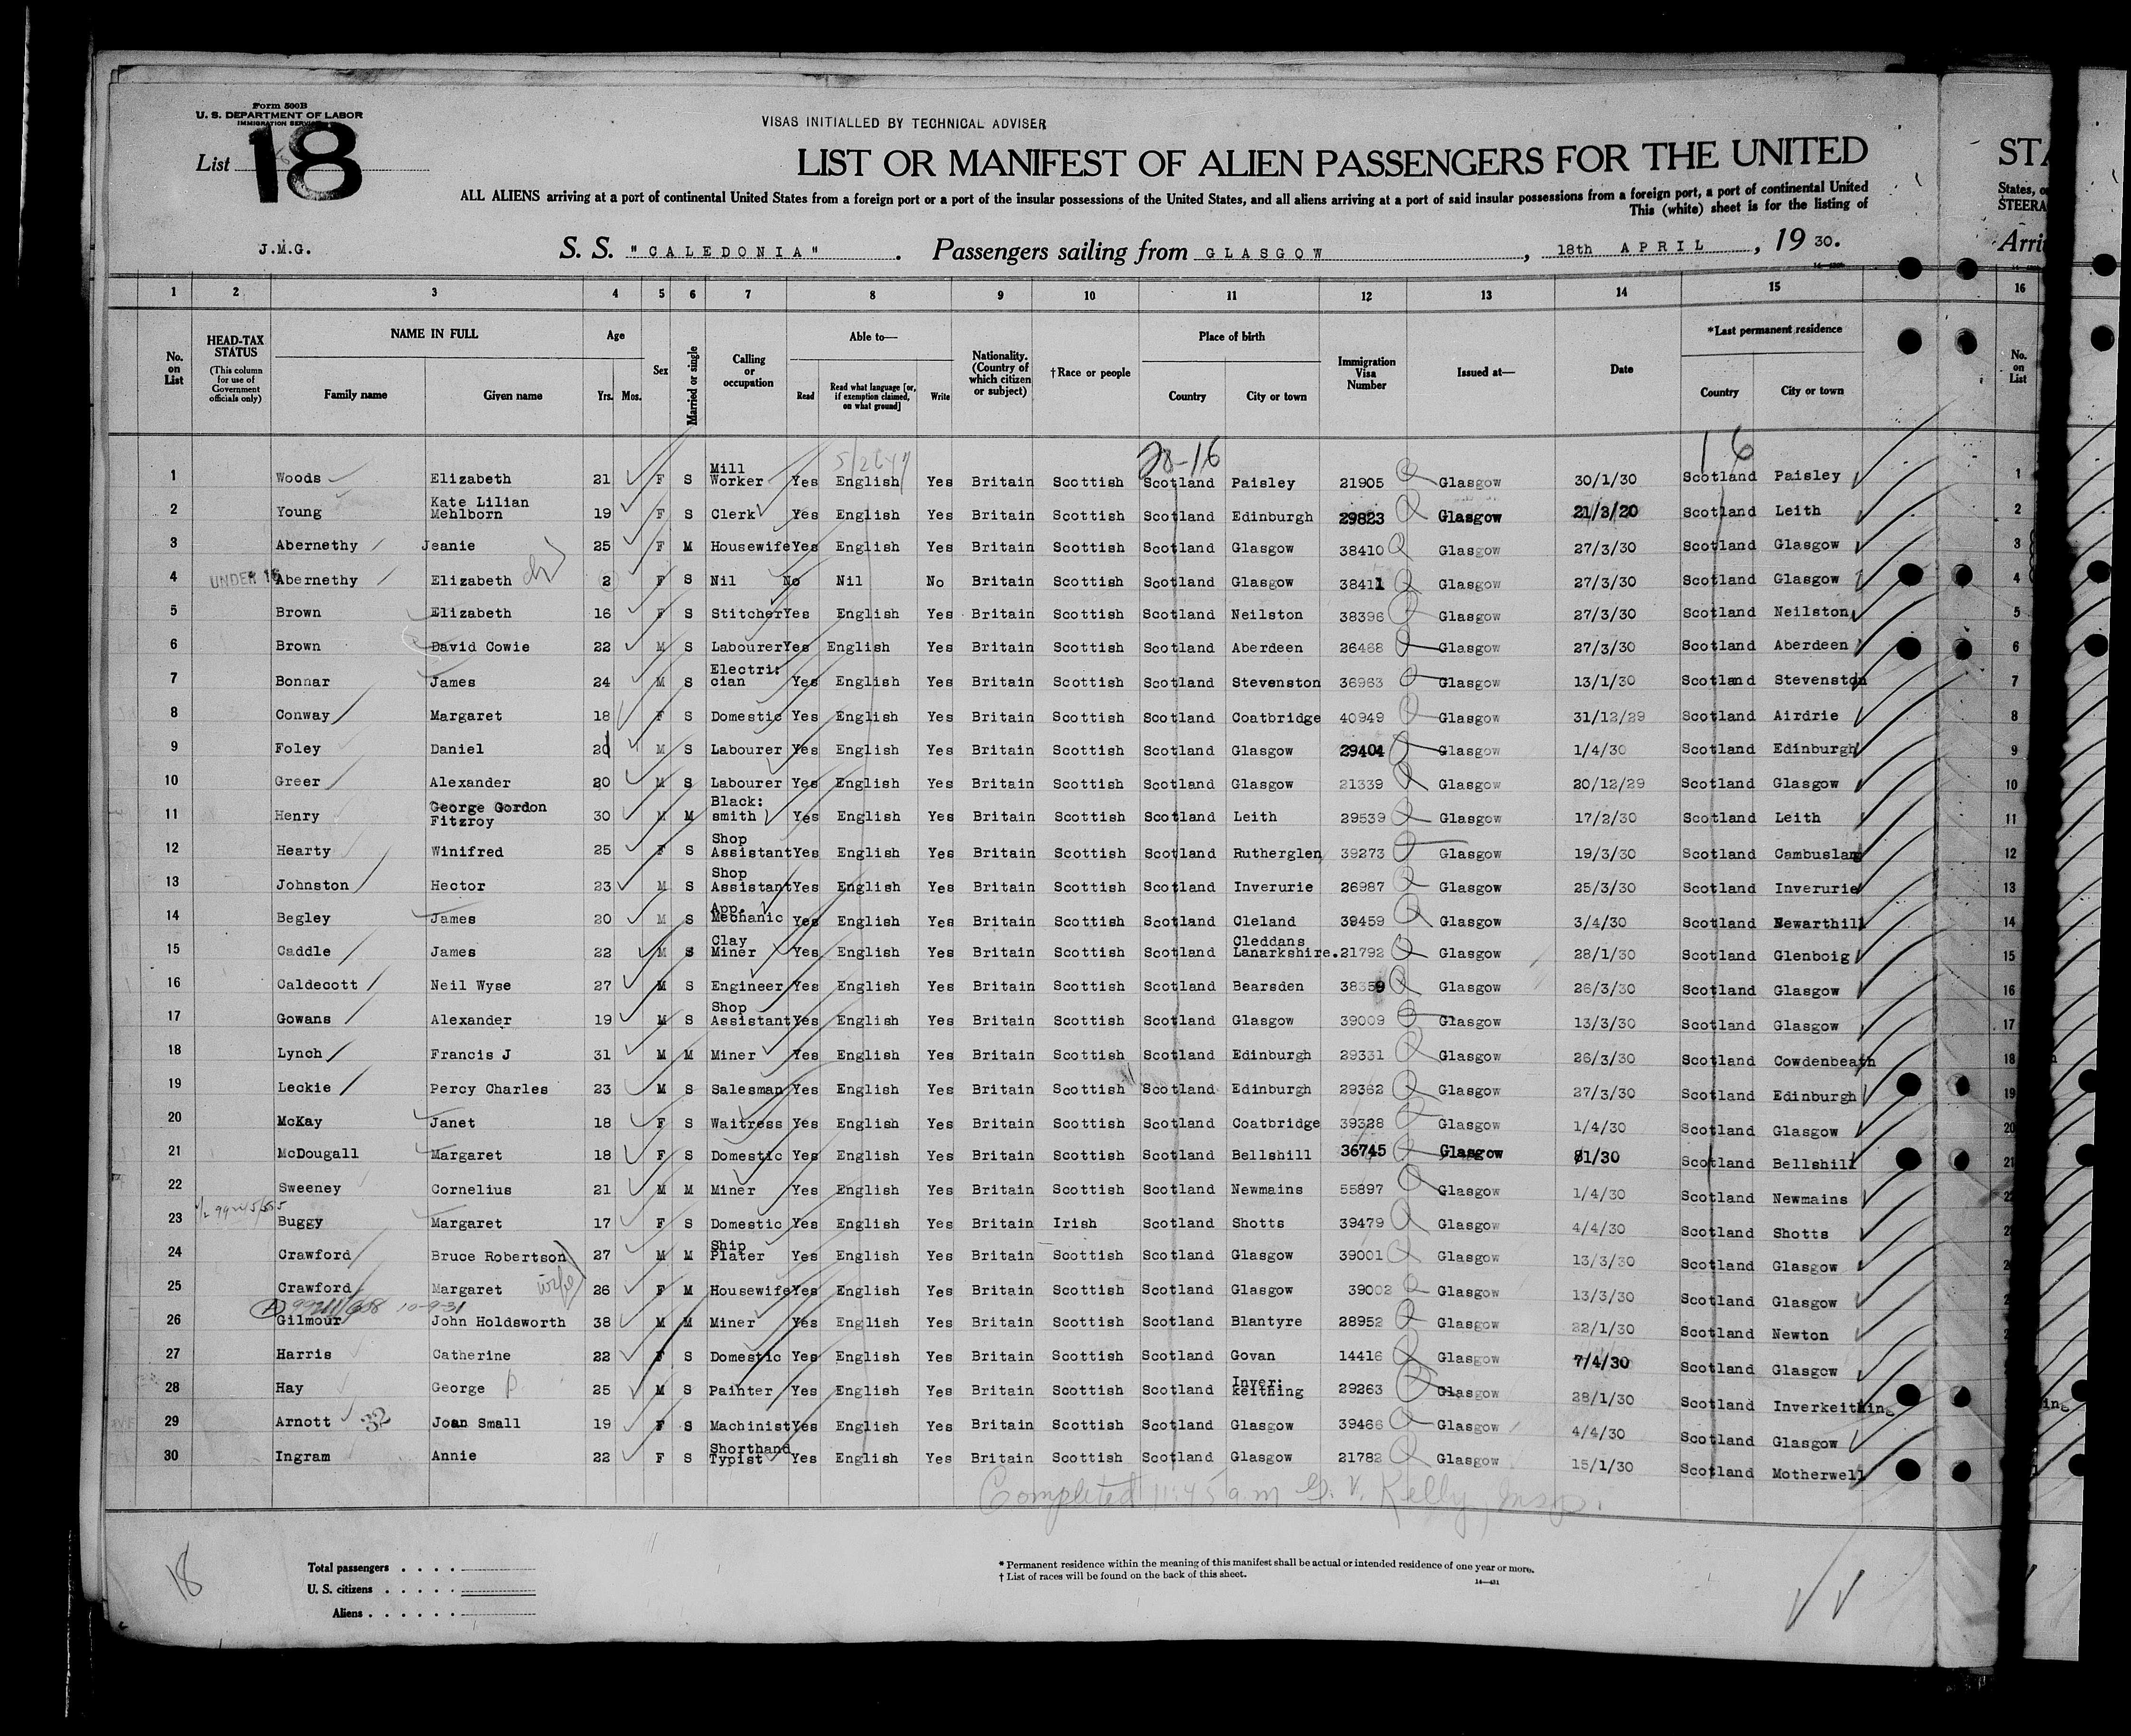 Form 500B
U. S. DEPARTMENT OF LABOR
IMMIGRATION SERVICE
VISAS INITIALLED BY TECHNICAL ADVISER
List 18
LIST OR MANIFEST OF ALIEN PASSENGERS FOR THE UNITED
STA
ALL ALIENS arriving at a port of continental United States from a foreign port or a port of the insular possessions of the United States, and all aliens arriving at a port of said insular possessions from a foreign port, a port of continental United
States, o
This (white) sheet is for the listing of
STEERA
J.M.G. S. S. "CALEDONIA". Passengers sailing from GLASGOW, 18th APRIL, 19 30.
Arri
1 2 3 4 5 6 7 8 9 10 11 12 13 14 15 16
No. on List HEAD-TAX STATUS (This column for use of Government officials only) NAME IN FULL Family name Given name Age Yrs. Mos. Sex Married or single Calling or occupation Able to— Read Read what language [or, if exemption claimed, on what ground] Write Nationality. (Country of which citizen or subject) †Race or people Place of birth Country City or town Immigration Visa Number Issued at— Date *Last permanent residence Country City or town No. on List
5/2647 28-16 16
1 Woods Elizabeth 21 F S Mill Worker Yes English Yes Britain Scottish Scotland Paisley 21905 Glasgow 30/1/30 Scotland Paisley 1
2 Young Kate Lilian Mehlborn 19 F S Clerk Yes English Yes Britain Scottish Scotland Edinburgh 29823 Glasgow 21/2/20 Scotland Leith 2
3 Abernethy Jeanie 25 F M Housewife Yes English Yes Britain Scottish Scotland Glasgow 38410 Glasgow 27/3/30 Scotland Glasgow 3
4 UNDER 16 Abernethy Elizabeth 2 F S Nil No Nil No Britain Scottish Scotland Glasgow 38411 Glasgow 27/3/30 Scotland Glasgow 4
5 Brown Elizabeth 16 F S Stitcher Yes English Yes Britain Scottish Scotland Neilston 38396 Glasgow 27/3/30 Scotland Neilston 5
6 Brown David Cowie 22 M S Labourer Yes English Yes Britain Scottish Scotland Aberdeen 26468 Glasgow 27/3/30 Scotland Aberdeen 6
7 Bonnar James 24 M S Electri: cian Yes English Yes Britain Scottish Scotland Stevenston 36963 Glasgow 13/1/30 Scotland Stevenston 7
8 Conway Margaret 18 F S Domestic Yes English Yes Britain Scottish Scotland Coatbridge 40949 Glasgow 31/12/29 Scotland Airdrie 8
9 Foley Daniel 20 M S Labourer Yes English Yes Britain Scottish Scotland Glasgow 29404 Glasgow 1/4/30 Scotland Edinburgh 9
10 Greer Alexander 20 M S Labourer Yes English Yes Britain Scottish Scotland Glasgow 21339 Glasgow 20/12/29 Scotland Glasgow 10
11 Henry George Gordon Fitzroy 30 M M Black: smith Yes English Yes Britain Scottish Scotland Leith 29539 Glasgow 17/2/30 Scotland Leith 11
12 Hearty Winifred 25 F S Shop Assistant Yes English Yes Britain Scottish Scotland Rutherglen 39273 Glasgow 19/3/30 Scotland Cambuslang 12
13 Johnston Hector 23 M S Shop Assistant Yes English Yes Britain Scottish Scotland Inverurie 26987 Glasgow 25/3/30 Scotland Inverurie 13
14 Begley James 20 M S App. Mechanic Yes English Yes Britain Scottish Scotland Cleland 39459 Glasgow 3/4/30 Scotland Newarthill 14
15 Caddle James 22 M S Clay Miner Yes English Yes Britain Scottish Scotland Cleddans Lanarkshire. 21792 Glasgow 28/1/30 Scotland Glenboig 15
16 Caldecott Neil Wyse 27 M S Engineer Yes English Yes Britain Scottish Scotland Bearsden 38359 Glasgow 26/3/30 Scotland Glasgow 16
17 Gowans Alexander 19 M S Shop Assistant Yes English Yes Britain Scottish Scotland Glasgow 39009 Glasgow 13/3/30 Scotland Glasgow 17
18 Lynch Francis J 31 M M Miner Yes English Yes Britain Scottish Scotland Edinburgh 29331 Glasgow 26/3/30 Scotland Cowdenbeath 18
19 Leckie Percy Charles 23 M S Salesman Yes English Yes Britain Scottish Scotland Edinburgh 29362 Glasgow 27/3/30 Scotland Edinburgh 19
20 McKay Janet 18 F S Waitress Yes English Yes Britain Scottish Scotland Coatbridge 39328 Glasgow 1/4/30 Scotland Glasgow 20
21 McDougall Margaret 18 F S Domestic Yes English Yes Britain Scottish Scotland Bellshill 36745 Glasgow 81/30 Scotland Bellshill 21
22 Sweeney Cornelius 21 M M Miner Yes English Yes Britain Scottish Scotland Newmains 55897 Glasgow 1/4/30 Scotland Newmains
23 Buggy Margaret 17 F S Domestic Yes English Yes Britain Irish Scotland Shotts 39479 Glasgow 4/4/30 Scotland Shotts
24 Crawford Bruce Robertson 27 M M Ship Plater Yes English Yes Britain Scottish Scotland Glasgow 39001 Glasgow 13/3/30 Scotland Glasgow
25 Crawford Margaret wife 26 F M Housewife Yes English Yes Britain Scottish Scotland Glasgow 39002 Glasgow 13/3/30 Scotland Glasgow
10-9-31
26 Gilmour John Holdsworth 38 M M Miner Yes English Yes Britain Scottish Scotland Blantyre 28952 Glasgow 22/1/30 Scotland Newton
27 Harris Catherine 22 F S Domestic Yes English Yes Britain Scottish Scotland Govan 14416 Glasgow 7/4/30 Scotland Glasgow
28 Hay George 25 M S Painter Yes English Yes Britain Scottish Scotland Inver: keithing 29263 Glasgow 28/1/30 Scotland Inverkeithing
29 Arnott 32 Joan Small 19 F S Machinist Yes English Yes Britain Scottish Scotland Glasgow 39466 Glasgow 4/4/30 Scotland Glasgow
30 Ingram Annie 22 F S Shorthand Typist Yes English Yes Britain Scottish Scotland Glasgow 21782 Glasgow 15/1/30 Scotland Motherwell
Completed 11:45 a.m G. V. Kelly, Insp.
18
Total passengers . . . .
U. S. citizens . . . . .
Aliens . . . . . .
* Permanent residence within the meaning of this manifest shall be actual or intended residence of one year or more.
† List of races will be found on the back of this sheet.
14—431